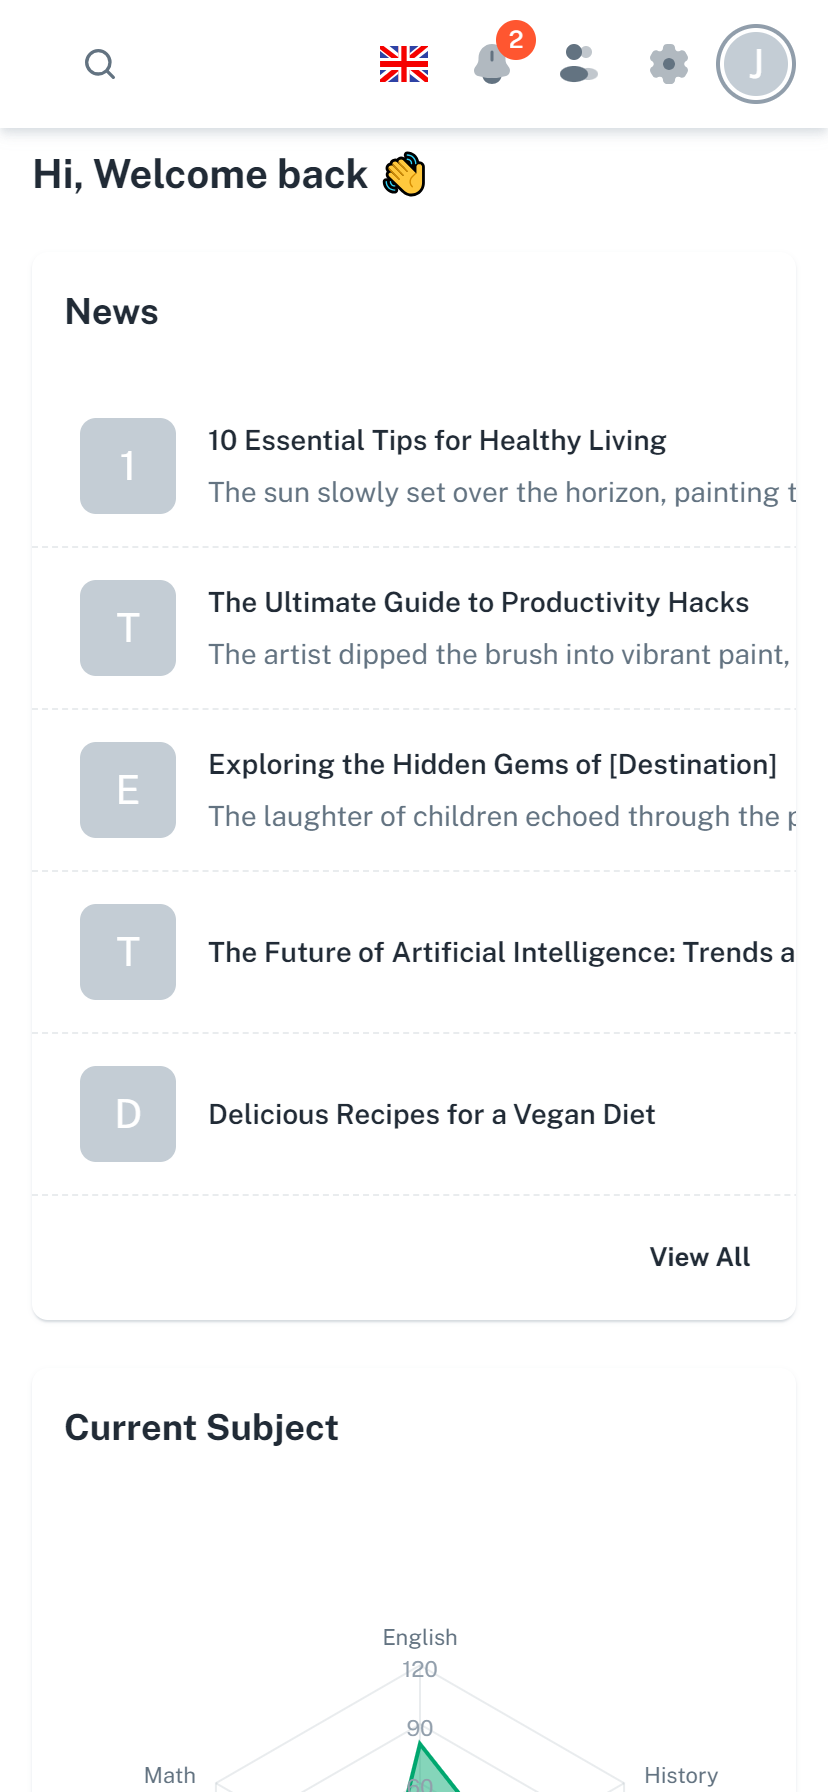 2
J
Hi, Welcome back 👋
News
1
10 Essential Tips for Healthy Living
The sun slowly set over the horizon, painting t
T
The Ultimate Guide to Productivity Hacks
The artist dipped the brush into vibrant paint,
E
Exploring the Hidden Gems of [Destination]
The laughter of children echoed through the p
T
The Future of Artificial Intelligence: Trends a
D
Delicious Recipes for a Vegan Diet
View All
Current Subject
English
120
90
Math
History
60